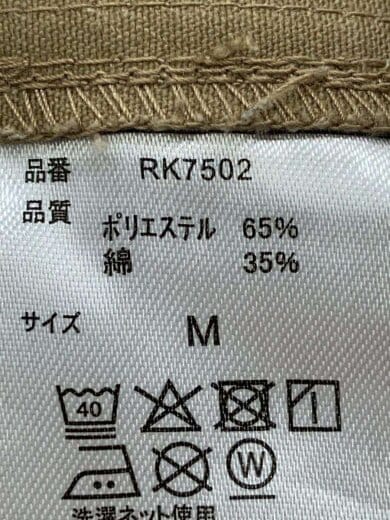 品番 RK7502
品質
ポリエステル 65%
綿 35%
サイズ M
40
W
洗濯ネット使用